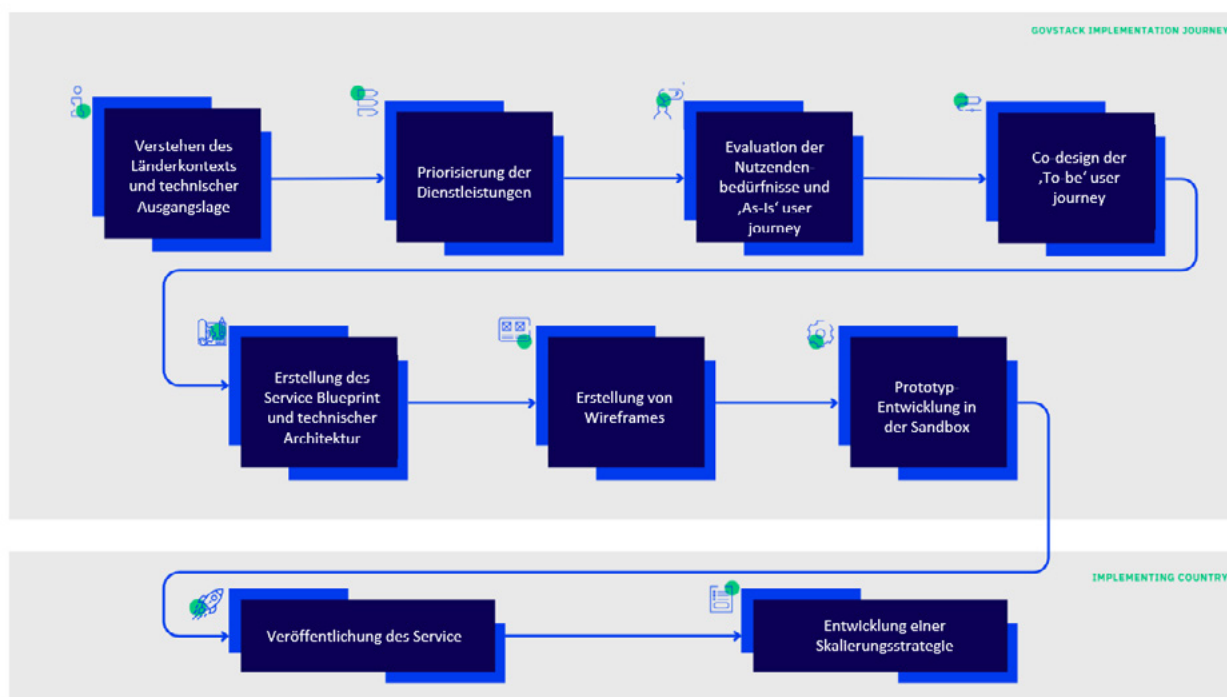 GOVSTACK IMPLEMENTATION JOURNEY
Verstehen des
Länderkontexts
und technischer
Ausgangslage
Priorisierung der
Dienstleistungen
Evaluation der
Nutzenden-
bedürfnisse und
‚As-Is‘ user
journey
Co-design der
‚To-be‘ user
journey
Erstellung des
Service Blueprint
und technischer
Architektur
Erstellung von
Wireframes
Prototyp-
Entwicklung in
der Sandbox
IMPLEMENTING COUNTRY
Veröffentlichung des Service
Entwicklung einer
Skalierungsstrategie